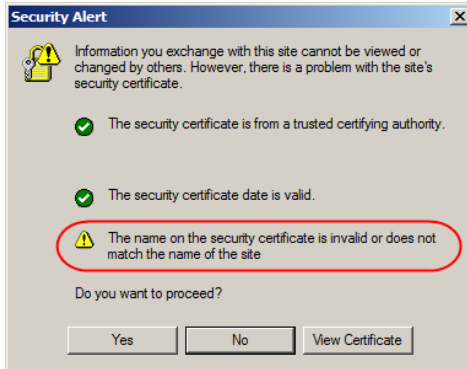 Security Alert
Information you exchange with this site cannot be viewed or
changed by others. However, there is a problem with the site's
security certificate.
The security certificate is from a trusted certifying authority.
The security certificate date is valid.
The name on the security certificate is invalid or does not
match the name of the site
Do you want to proceed?
Yes No View Certificate